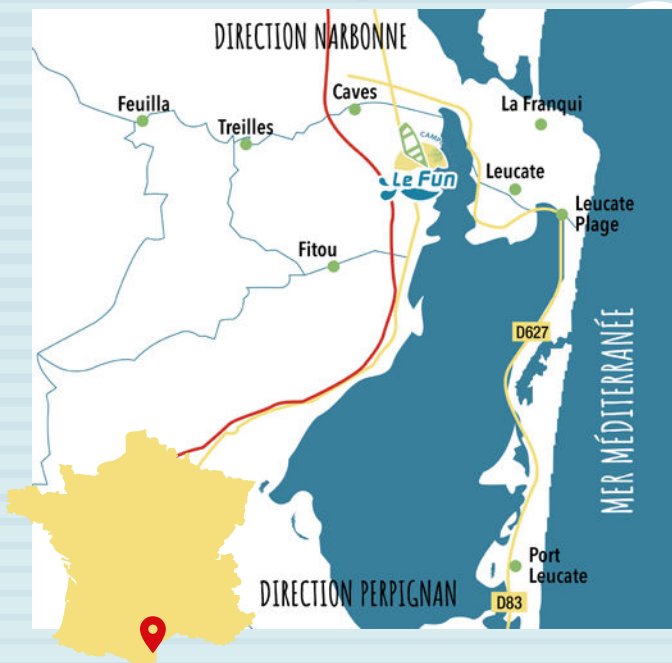 DIRECTION NARBONNE
Feuilla
Treilles
Caves
La Franqui
CAMP
Le Fun
Leucate
Leucate
Plage
Fitou
D627
MER MÉDITERRANÉE
Port
Leucate
DIRECTION PERPIGNAN
D83